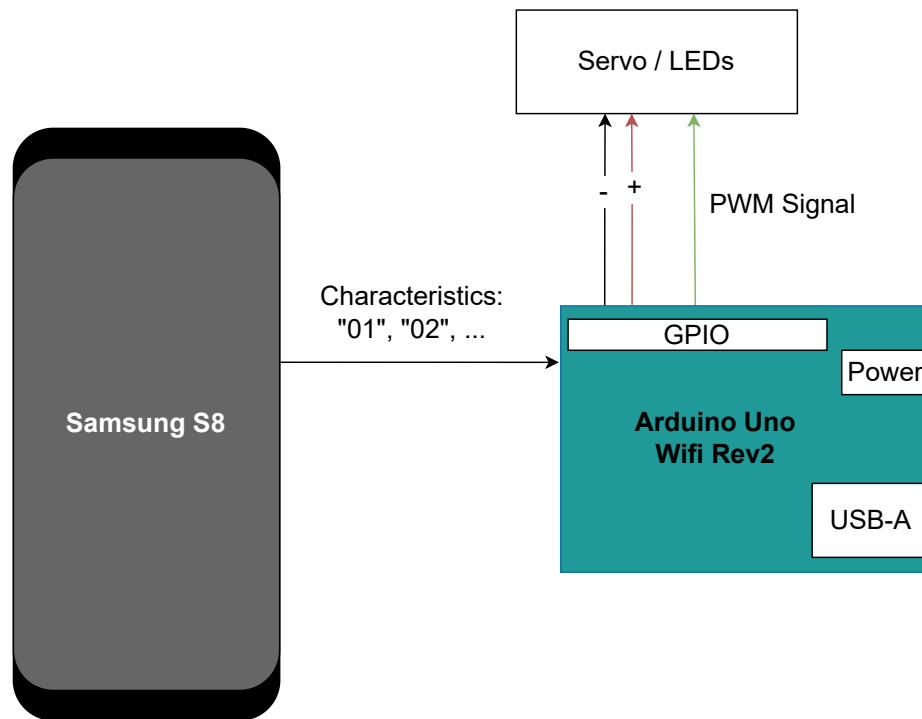 Servo / LEDs
- +
PWM Signal
Characteristics:
"01", "02", ...
GPIO
Power
Samsung S8
Arduino Uno
Wifi Rev2
USB-A